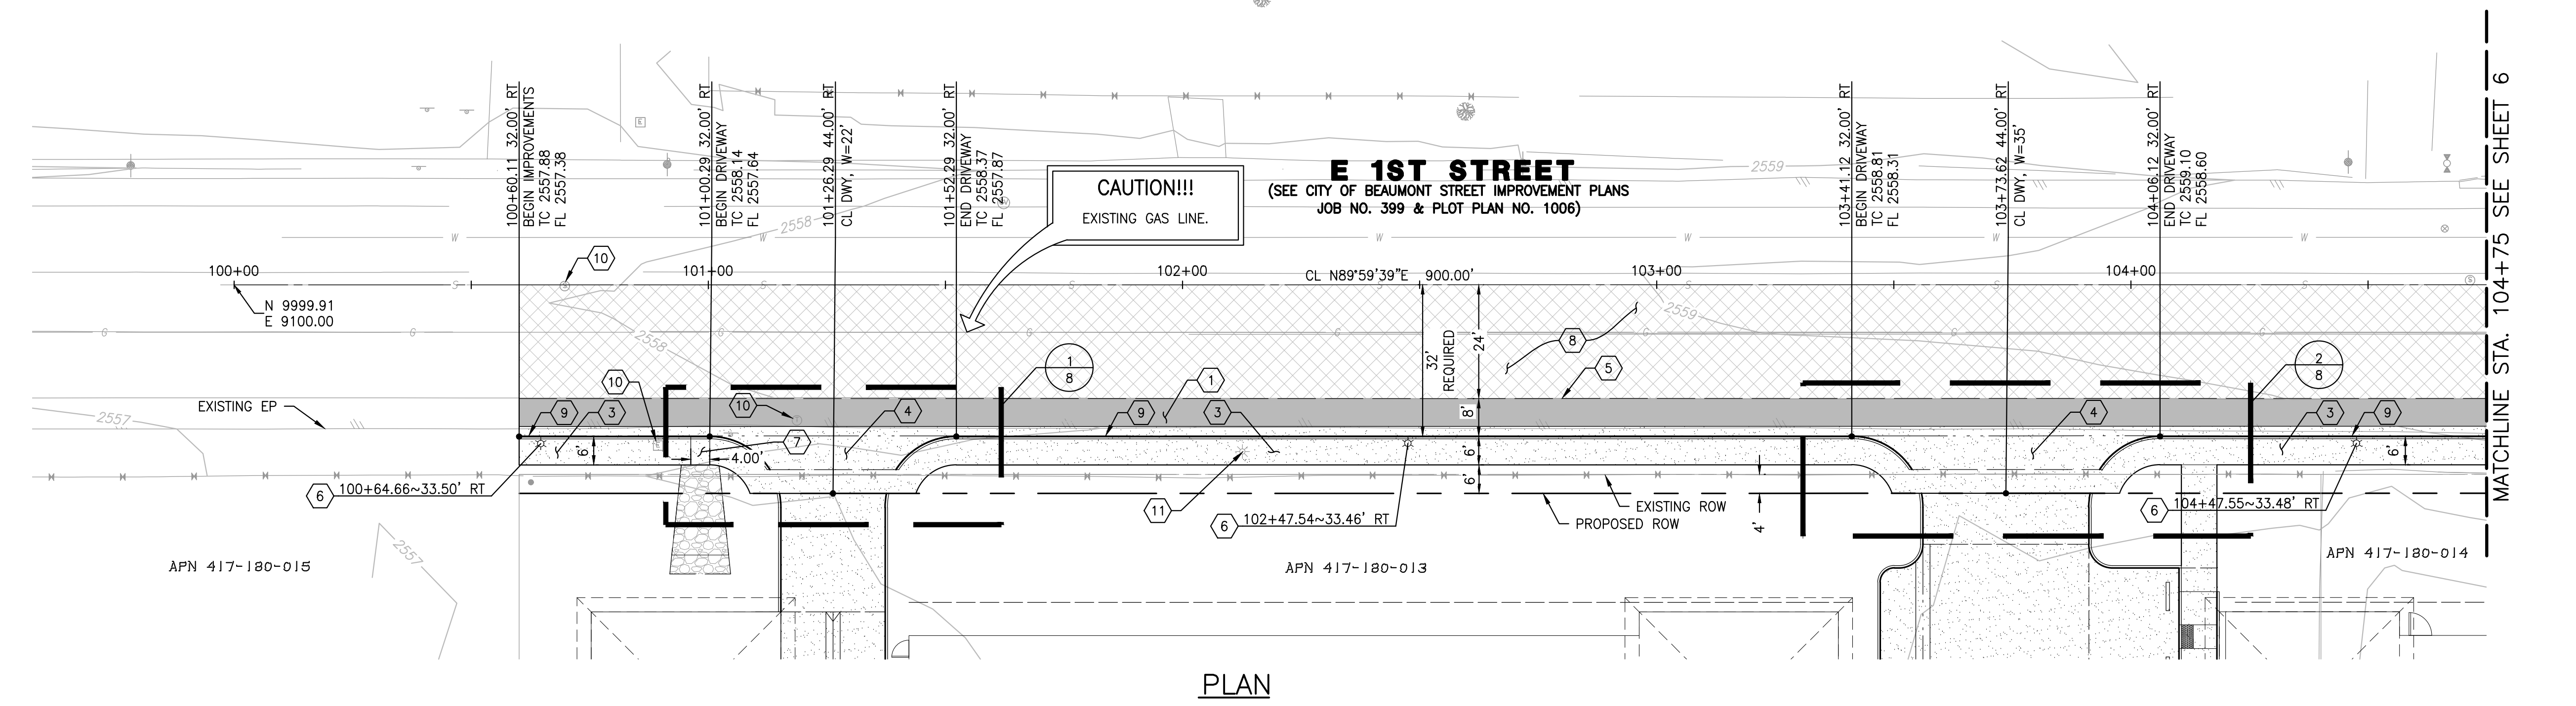 100+60.11 32.00' RT
BEGIN IMPROVEMENTS
TC 2557.88
FL 2557.38
101+00.29 32.00' RT
BEGIN DRIVEWAY
TC 2558.14
FL 2557.64
101+26.29 44.00' RT
CL DWY, W=22'
101+52.29 32.00' RT
END DRIVEWAY
TC 2558.37
FL 2557.87
CAUTION!!!
EXISTING GAS LINE.
E 1ST STREET
(SEE CITY OF BEAUMONT STREET IMPROVEMENT PLANS
JOB NO. 399 & PLOT PLAN NO. 1006)
103+41.12 32.00' RT
BEGIN DRIVEWAY
TC 2558.81
FL 2558.31
103+73.62 44.00' RT
CL DWY, W=35'
104+06.12 32.00' RT
END DRIVEWAY
TC 2559.10
FL 2558.60
MATCHLINE STA. 104+75 SEE SHEET 6
E
2559
2558
W
W
W
W
W
10
100+00
101+00
102+00
CL N89°59'39"E 900.00'
103+00
104+00
S
S
S
S
S
S
N 9999.91
E 9100.00
G
G
G
G
G
G
G
2558
2559
32'
REQUIRED
24'
8
1
8
2
8
5
1
10
10
EXISTING EP
2557
9
3
4
9
3
8'
4
3
9
7
6'
4.00'
6'
6'
6'
6
100+64.66~33.50' RT
11
6
102+47.54~33.46' RT
EXISTING ROW
PROPOSED ROW
4'
6
104+47.55~33.48' RT
2557
APN 417-180-015
APN 417-180-013
APN 417-180-014
PLAN